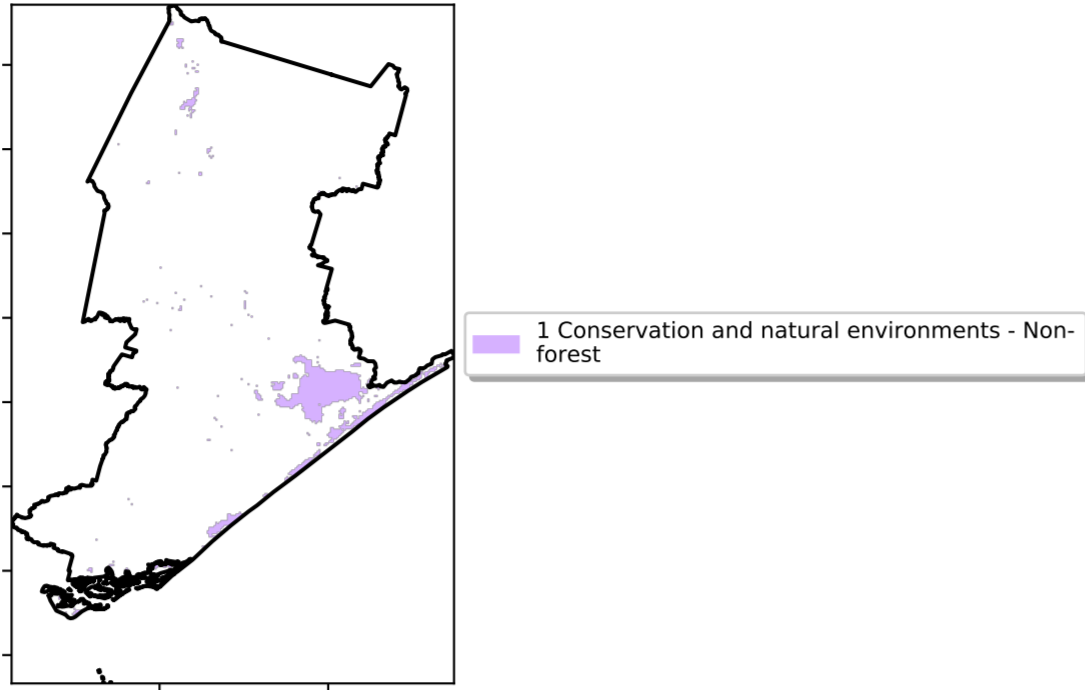 1 Conservation and natural environments - Non-
forest